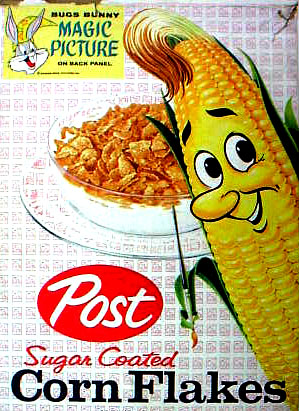 BUGS BUNNY
MAGIC
PICTURE
ON BACK PANEL
Post
Sugar Coated
Corn Flakes